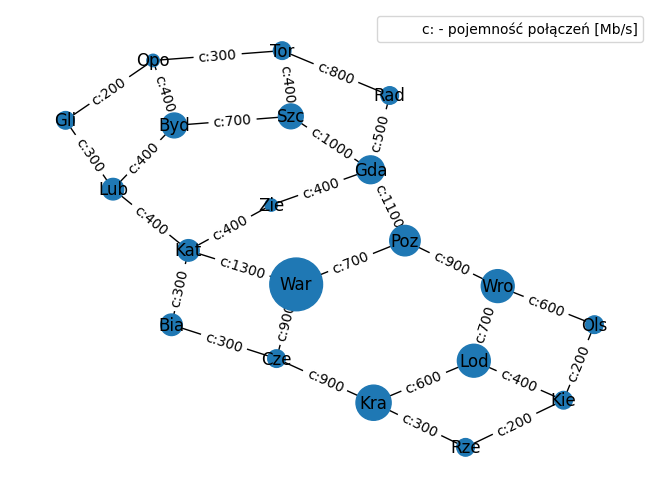 c: - pojemność połączeń [Mb/s]
Tor
Opo
c:300
c:800
c:200
c:400
c:400
Rad
Gli
Byd
c:700
Szc
c:1000
c:500
c:300
c:400
Gda
Lub
c:400
c:400
Zie
c:400
c:1100
Kat
c:1300
c:700
Poz
c:900
War
Wro
c:300
c:600
Bia
c:300
c:900
c:700
Ols
Cze
c:900
c:600
Lod
c:400
c:200
Kra
Kie
c:300
c:200
Rze